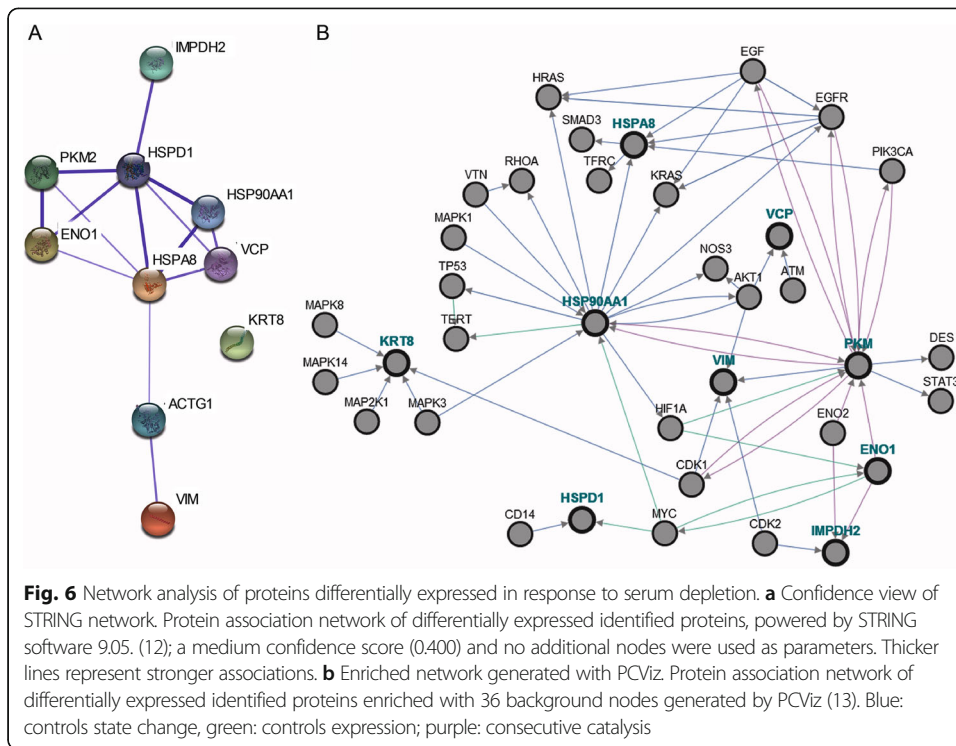 A
B
IMPDH2
PKM2
HSPD1
HSP90AA1
ENO1
HSPA8
VCP
KRT8
ACTG1
VIM
EGF
HRAS
EGFR
SMAD3
HSPA8
PIK3CA
TFRC
RHOA
VTN
KRAS
MAPK1
VCP
NOS3
TP53
AKT1
ATM
HSP90AA1
TERT
MAPK8
KRT8
PKM
DES
VIM
MAPK14
STAT3
MAP2K1
MAPK3
HIF1A
ENO2
ENO1
CDK1
HSPD1
CD14
MYC
CDK2
IMPDH2
Fig. 6 Network analysis of proteins differentially expressed in response to serum depletion. a Confidence view of
STRING network. Protein association network of differentially expressed identified proteins, powered by STRING
software 9.05. (12); a medium confidence score (0.400) and no additional nodes were used as parameters. Thicker
lines represent stronger associations. b Enriched network generated with PCViz. Protein association network of
differentially expressed identified proteins enriched with 36 background nodes generated by PCViz (13). Blue:
controls state change, green: controls expression; purple: consecutive catalysis